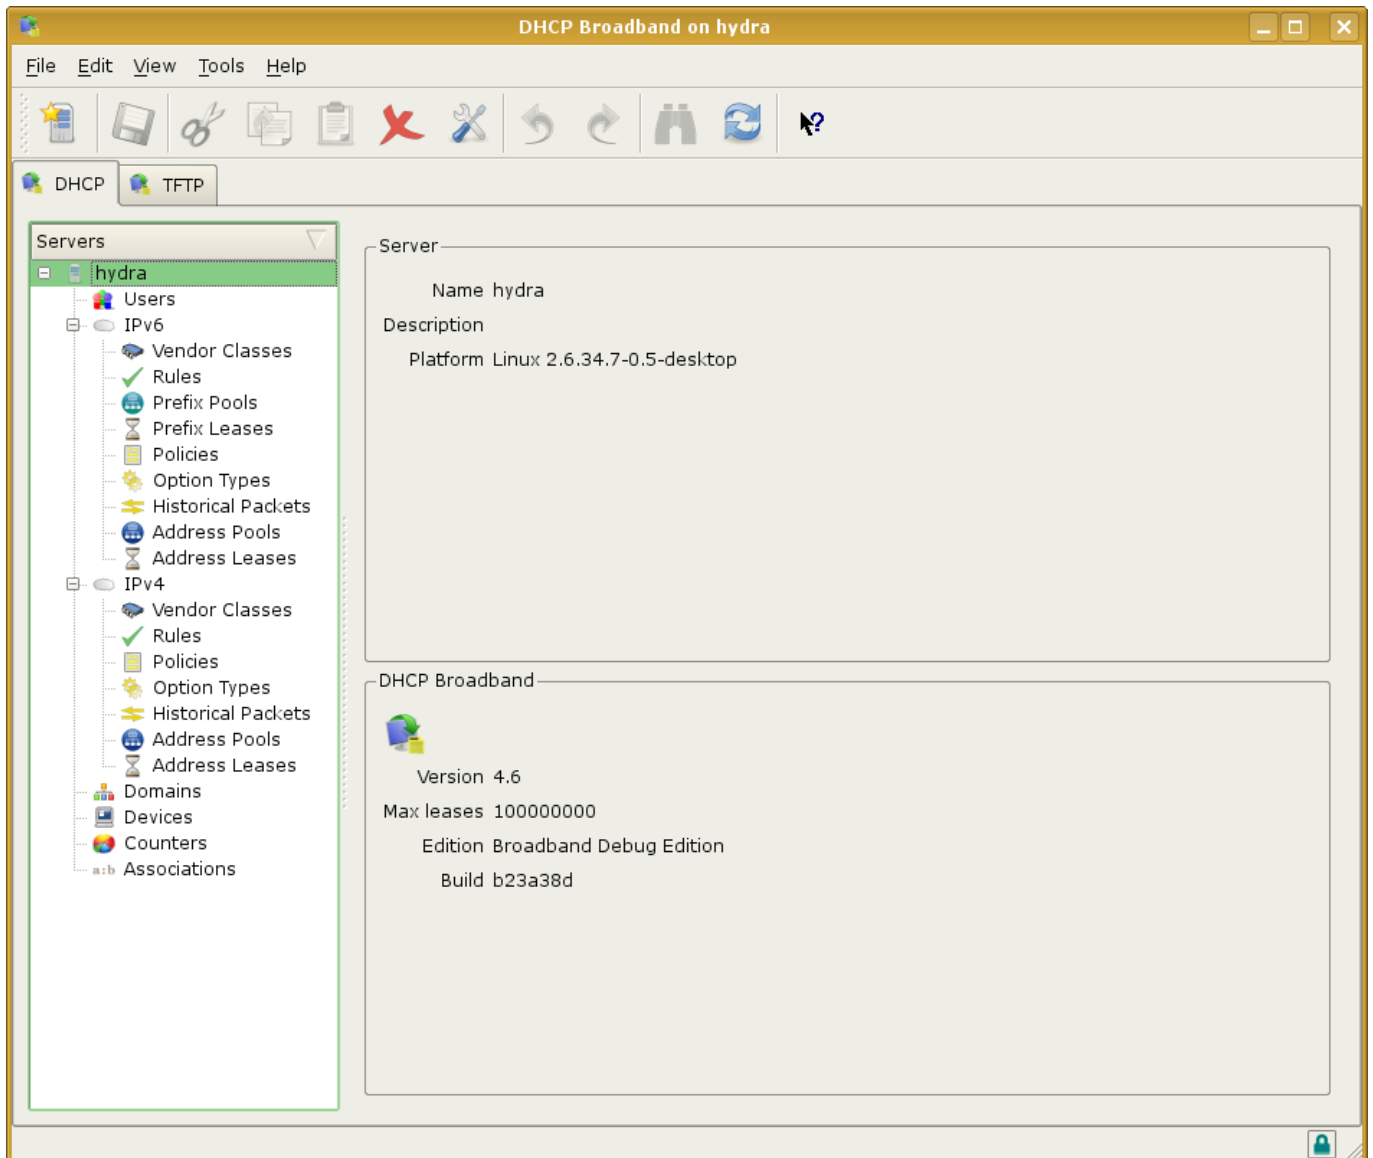 DHCP Broadband on hydra
File Edit View Tools Help
DHCP TFTP
Servers
hydra
Users
IPv6
Vendor Classes
Rules
Prefix Pools
Prefix Leases
Policies
Option Types
Historical Packets
Address Pools
Address Leases
IPv4
Vendor Classes
Rules
Policies
Option Types
Historical Packets
Address Pools
Address Leases
Domains
Devices
Counters
a:b Associations
Server
Name hydra
Description
Platform Linux 2.6.34.7-0.5-desktop
DHCP Broadband
Version 4.6
Max leases 100000000
Edition Broadband Debug Edition
Build b23a38d